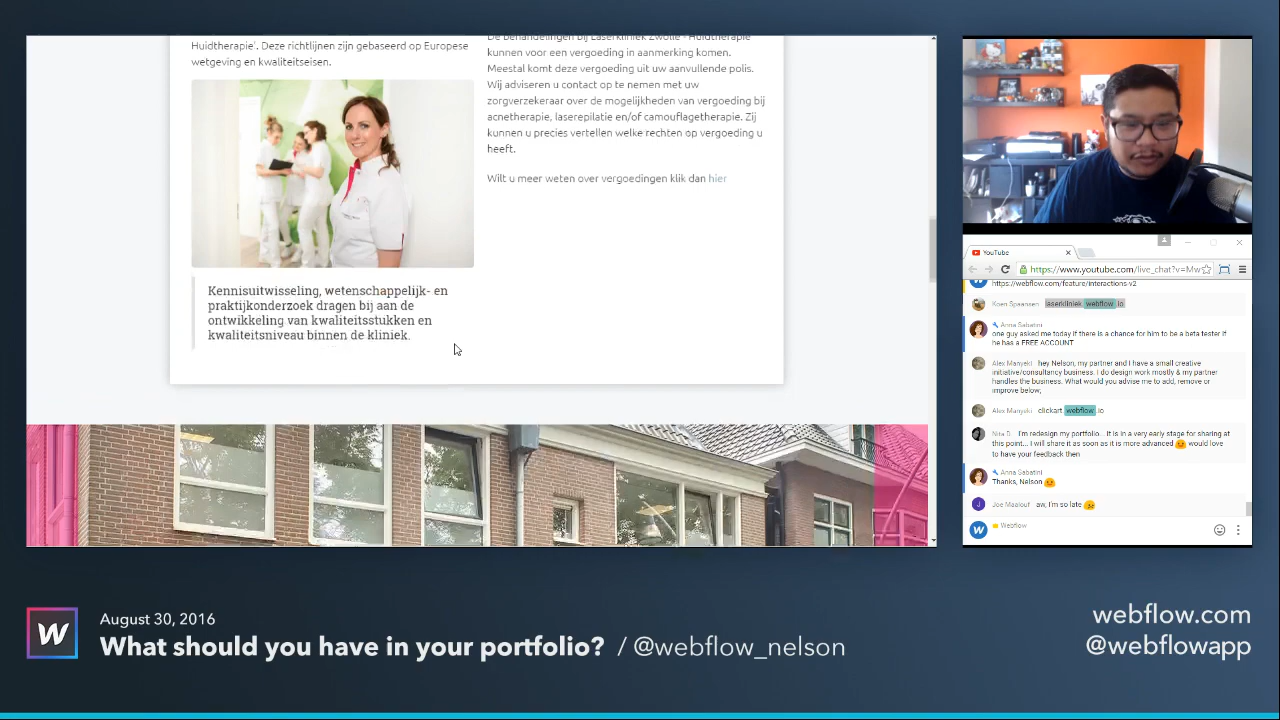 Huidtherapie'. Deze richtlijnen zijn gebaseerd op Europese
wetgeving en kwaliteitseisen.
Kennisuitwisseling, wetenschappelijk- en
praktijkonderzoek dragen bij aan de
ontwikkeling van kwaliteitsstukken en
kwaliteitsniveau binnen de kliniek.
De behandelingen bij Laserkliniek Zwolle - Huidtherapie
kunnen voor een vergoeding in aanmerking komen.
Meestal komt deze vergoeding uit uw aanvullende polis.
Wij adviseren u contact op te nemen met uw
zorgverzekeraar over de mogelijkheden van vergoeding bij
acnetherapie, laserepilatie en/of camouflagetherapie. Zij
kunnen u precies vertellen welke rechten op vergoeding u
heeft.
Wilt u meer weten over vergoedingen klik dan hier
YouTube
https://www.youtube.com/live_chat?v=Mw
https://webflow.com/feature/interactions-v2
Koen Spaansen laserkliniek webflow.io
Anna Sabatini
one guy asked me today if there is a chance for him to be a beta tester if
he has a FREE ACCOUNT
Alex Manyeki hey Nelson, my partner and I have a small creative
initiative/consultancy business. I do design work mostly & my partner
handles the business. What would you advise me to add, remove or
improve below;
Alex Manyeki clickart webflow.io
Nita D. I'm redesign my portfolio... It is in a very early stage for sharing at
this point... I will share it as soon as it is more advanced would love
to have your feedback then
Anna Sabatini
Thanks, Nelson
J Joe Maalouf aw, I'm so late
W Webflow
W
August 30, 2016
What should you have in your portfolio? / @webflow_nelson
webflow.com
@webflowapp